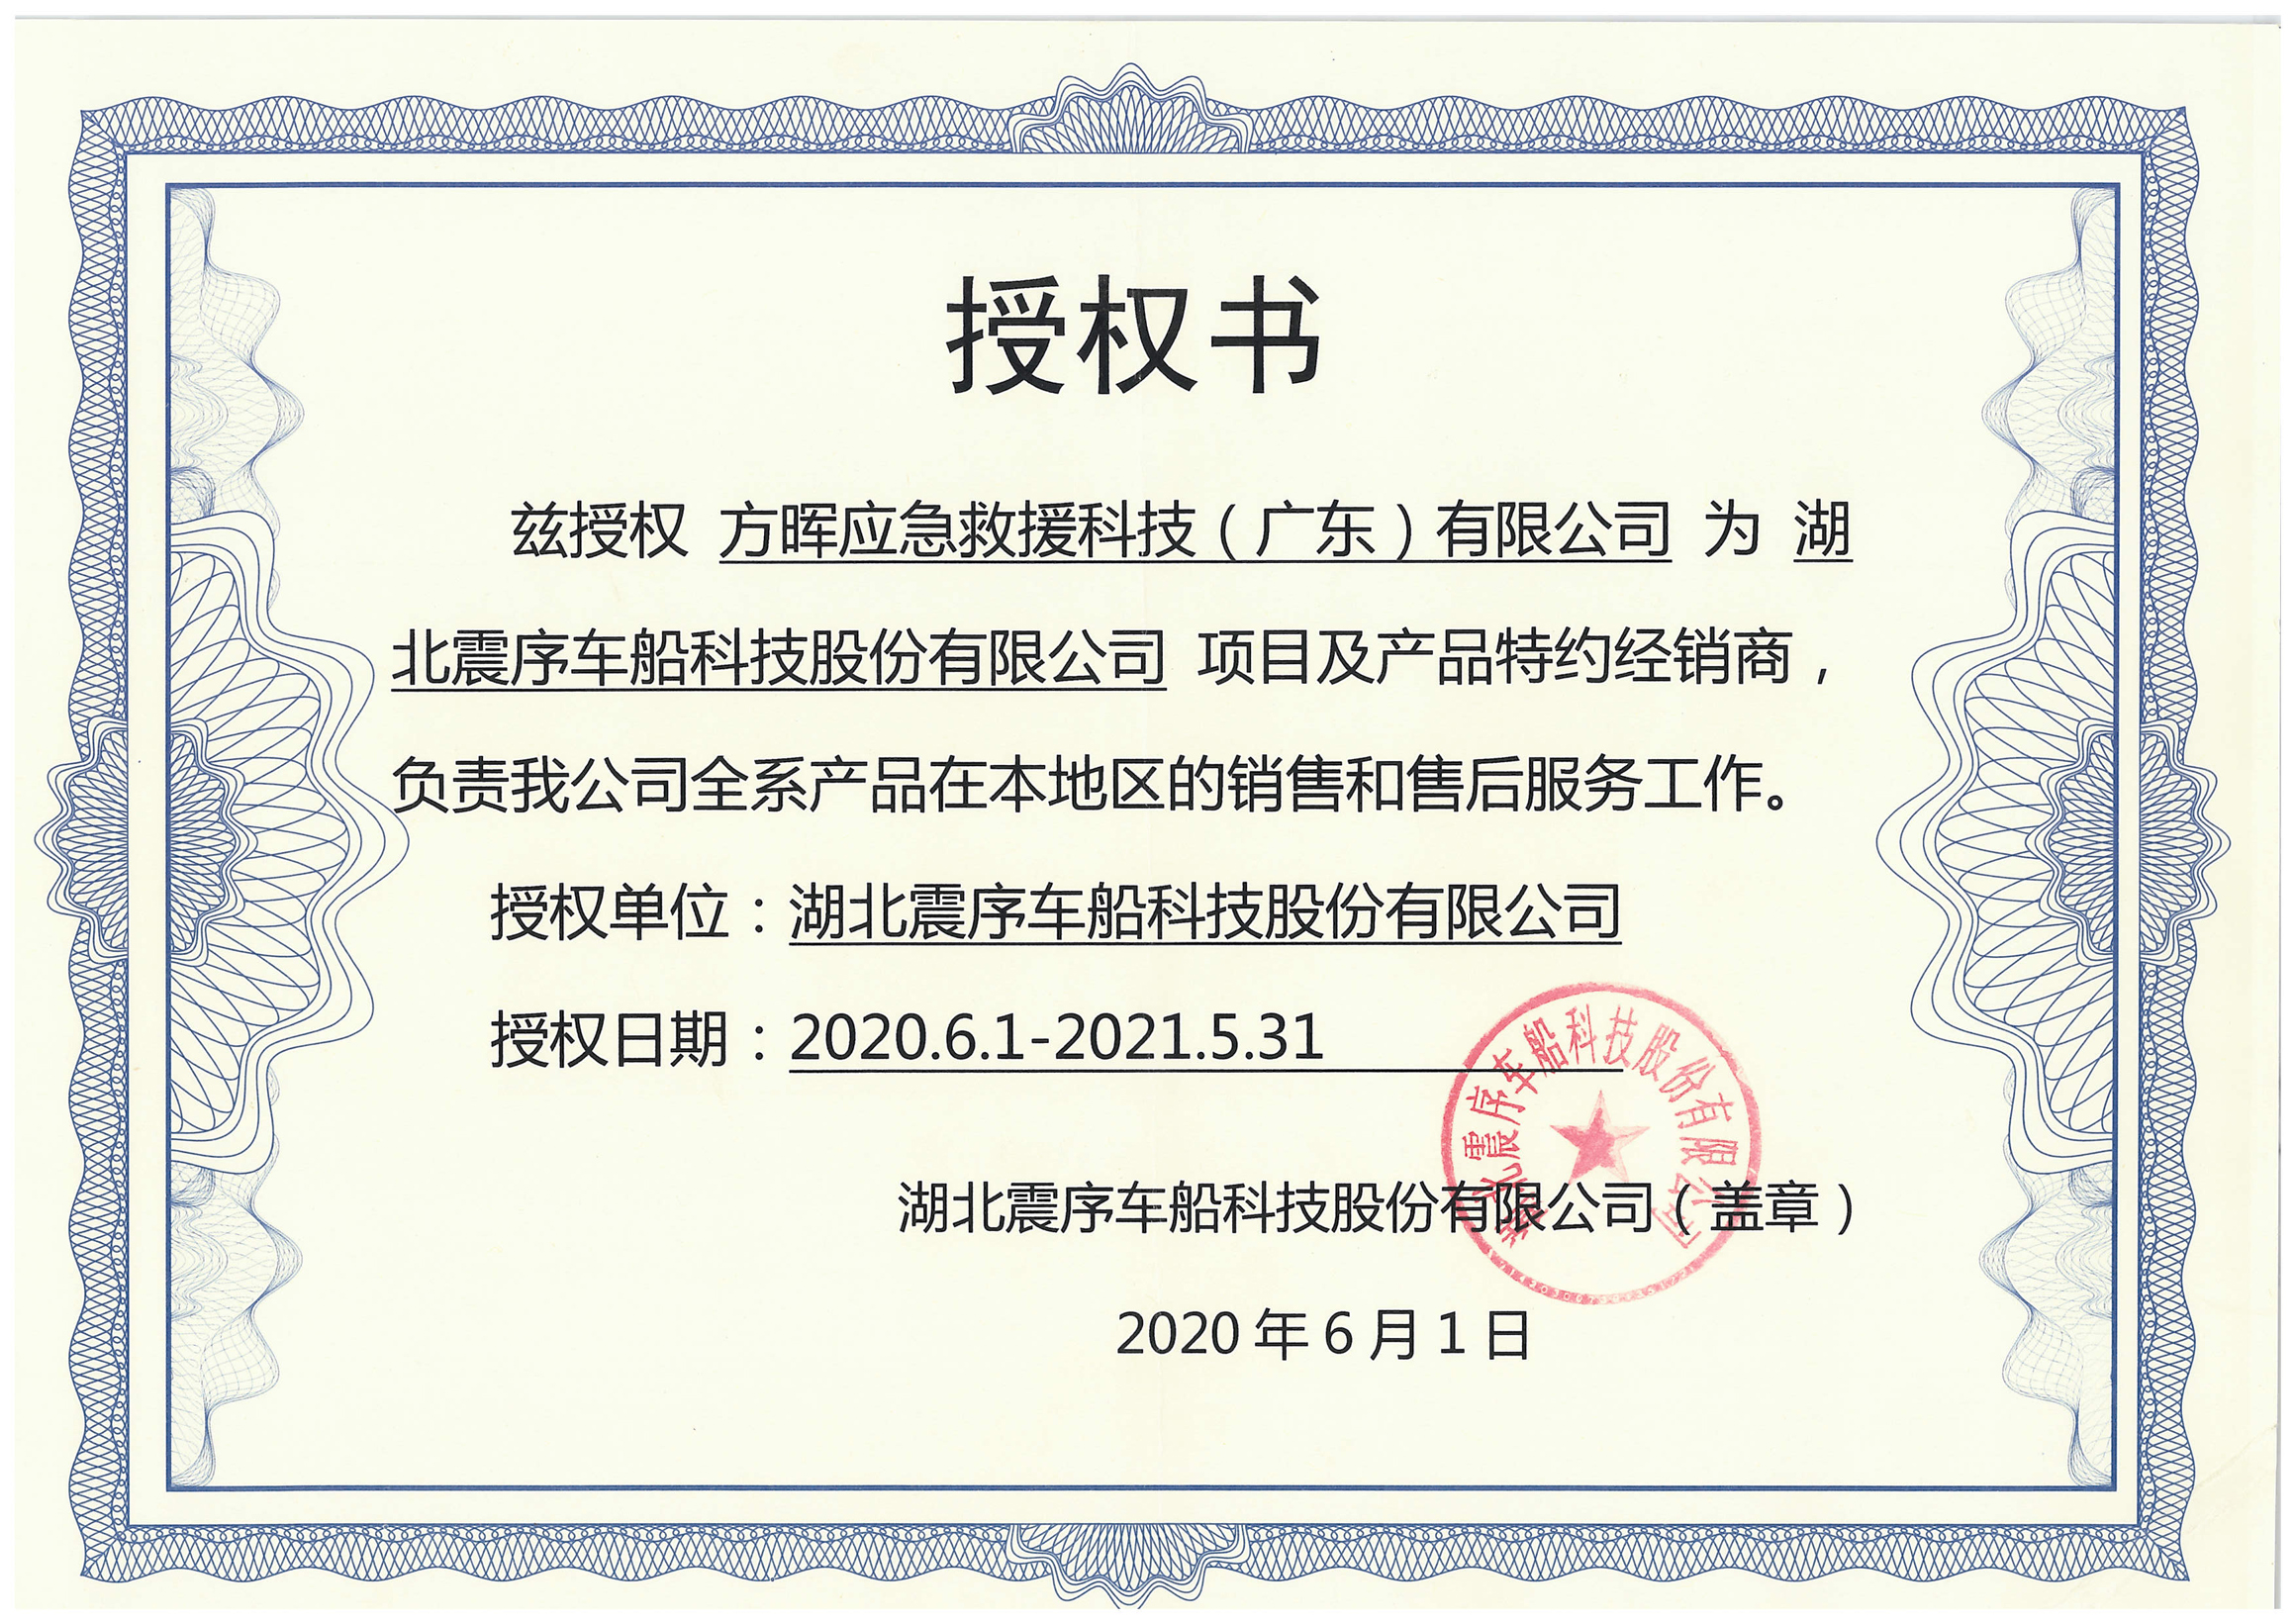 授权书
兹授权 方晖应急救援科技（广东）有限公司 为 湖
北震序车船科技股份有限公司 项目及产品特约经销商，
负责我公司全系产品在本地区的销售和售后服务工作。
授权单位：湖北震序车船科技股份有限公司
授权日期：2020.6.1-2021.5.31
湖北震序车船科技股份有限公司
湖北震序车船科技股份有限公司（盖章）
2020年6月1日